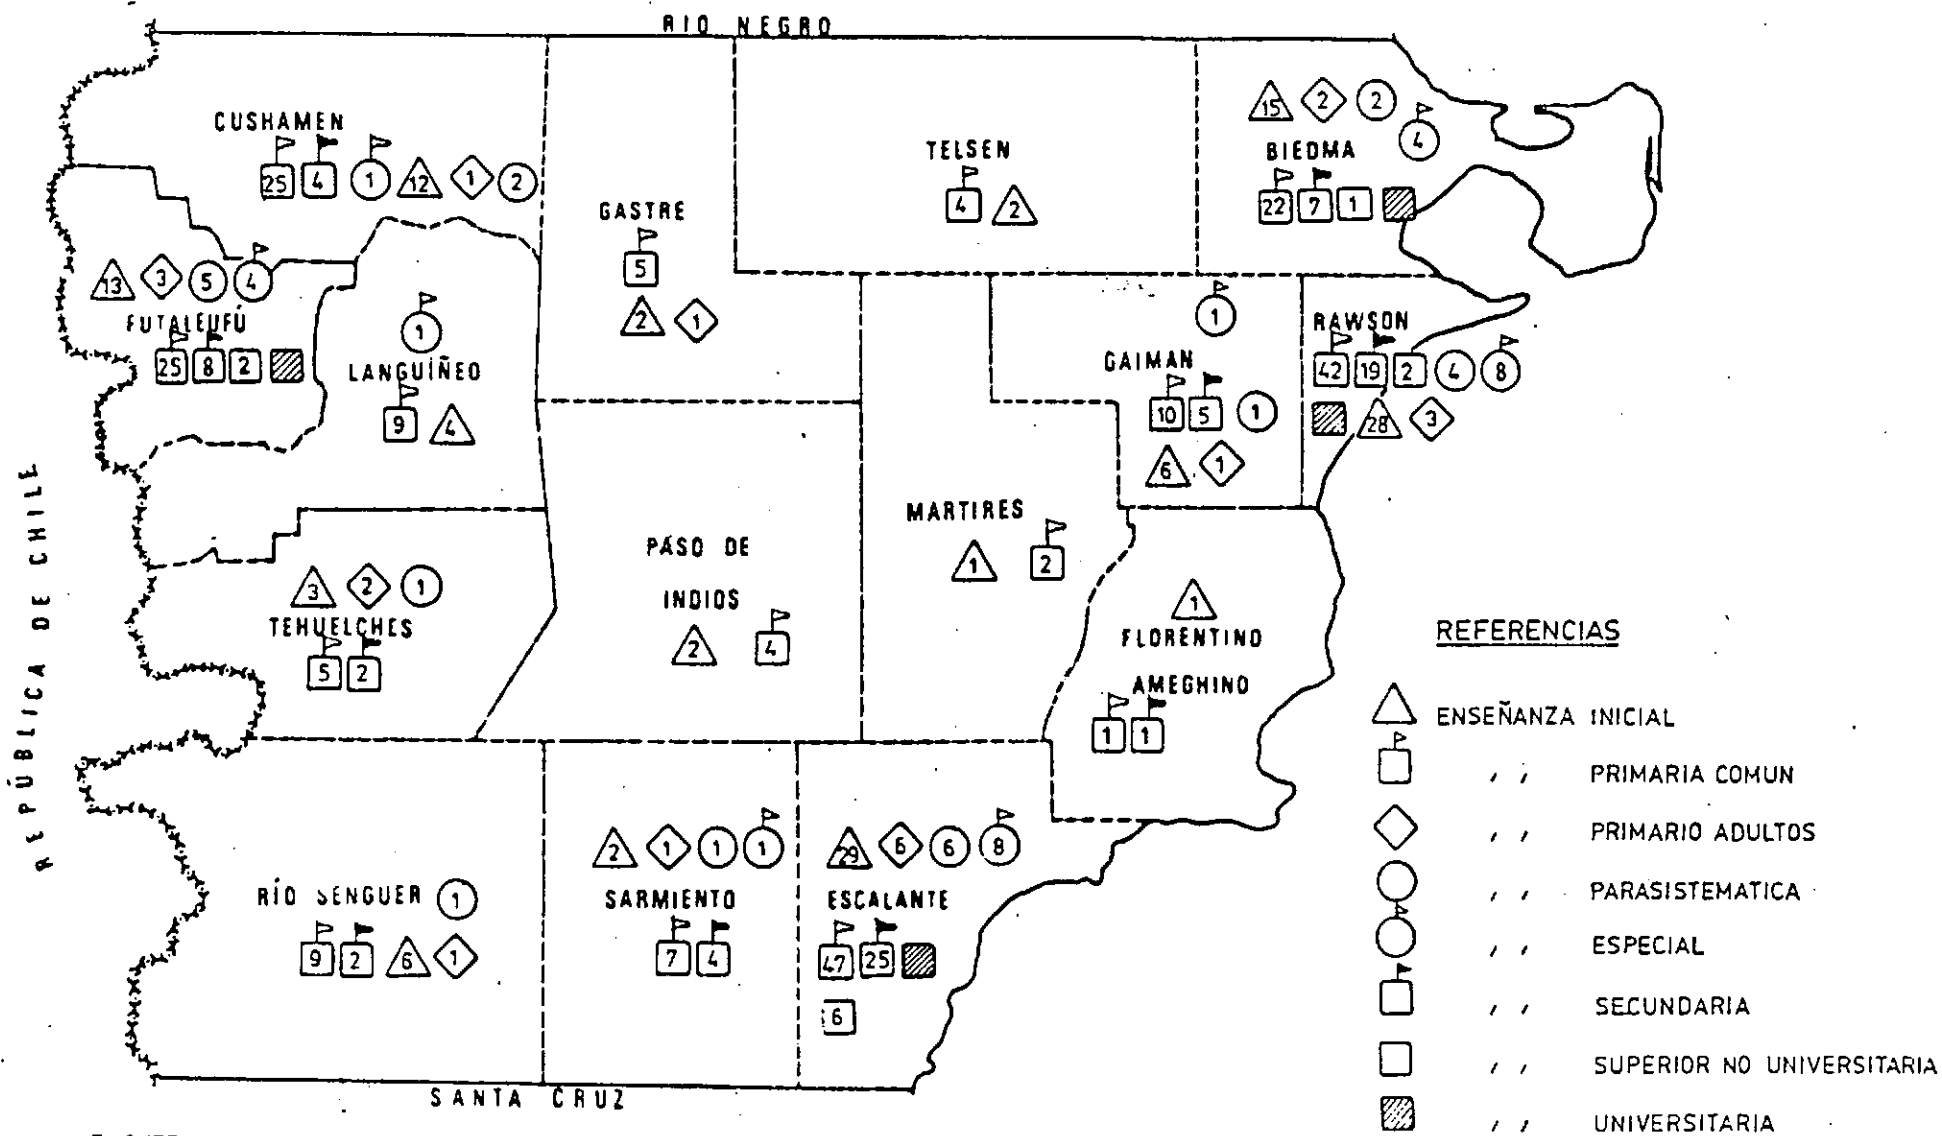 RIO NEGRO
REPÚBLICA DE CHILE
CUSHAMEN
25 4 1 12 1 2
GASTRE
5
2 1
TELSEN
4 2
15 2 2
4
BIEDMA
22 7 1
13 3 5 4
FUTALEUFÚ
25 8 2
1
LANGUÍÑEO
9 4
1
GAIMAN
10 5 1
6 1
RAWSON
42 19 2 4 8
28 3
MARTIRES
1 2
PASO DE
INDIOS
2 4
3 2 1
TEHUELCHES
5 2
1
FLORENTINO
AMEGHINO
1 1
RÍO SENGUER 1
9 2 6 1
2 1 1 1
SARMIENTO
7 4
29 6 6 8
ESCALANTE
47 25
6
SANTA CRUZ
REFERENCIAS
ENSEÑANZA INICIAL
, , PRIMARIA COMUN
, , PRIMARIO ADULTOS
, , PARASISTEMATICA
, , ESPECIAL
, , SECUNDARIA
, , SUPERIOR NO UNIVERSITARIA
, , UNIVERSITARIA